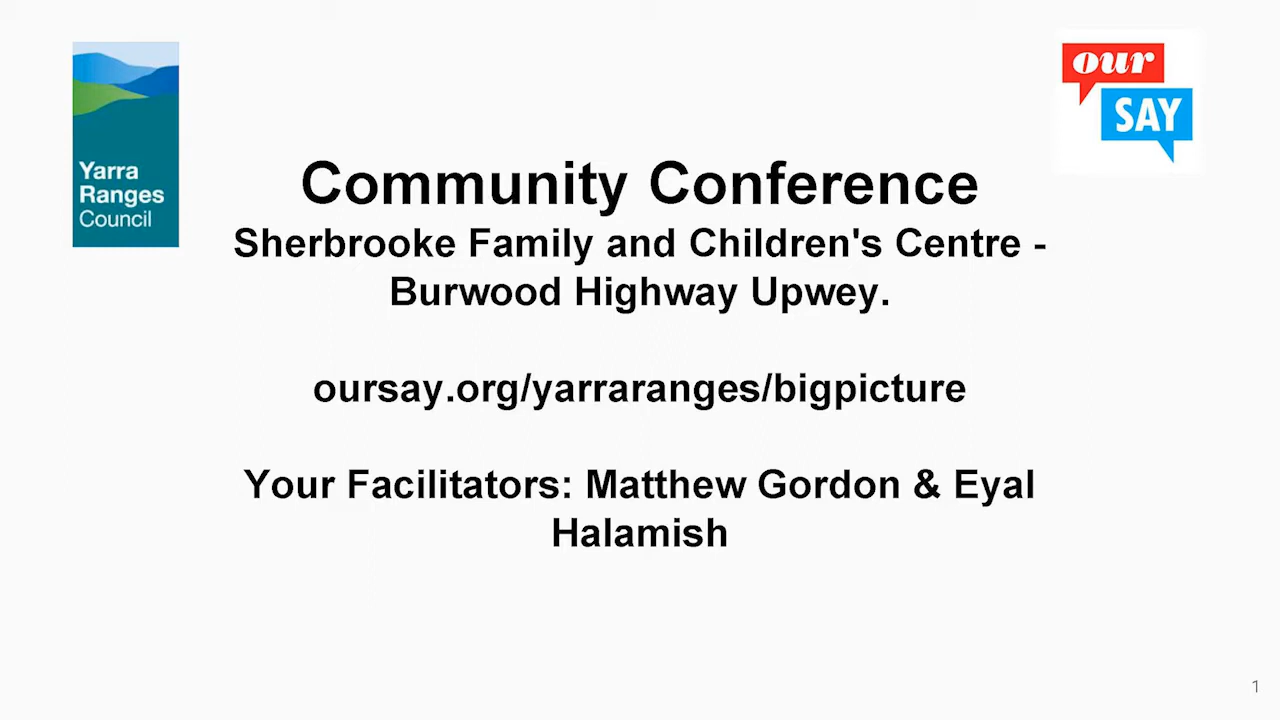 Yarra
Ranges
Council
our
SAY
Community Conference
Sherbrooke Family and Children's Centre -
Burwood Highway Upwey.
oursay.org/yarraranges/bigpicture
Your Facilitators: Matthew Gordon & Eyal
Halamish
1